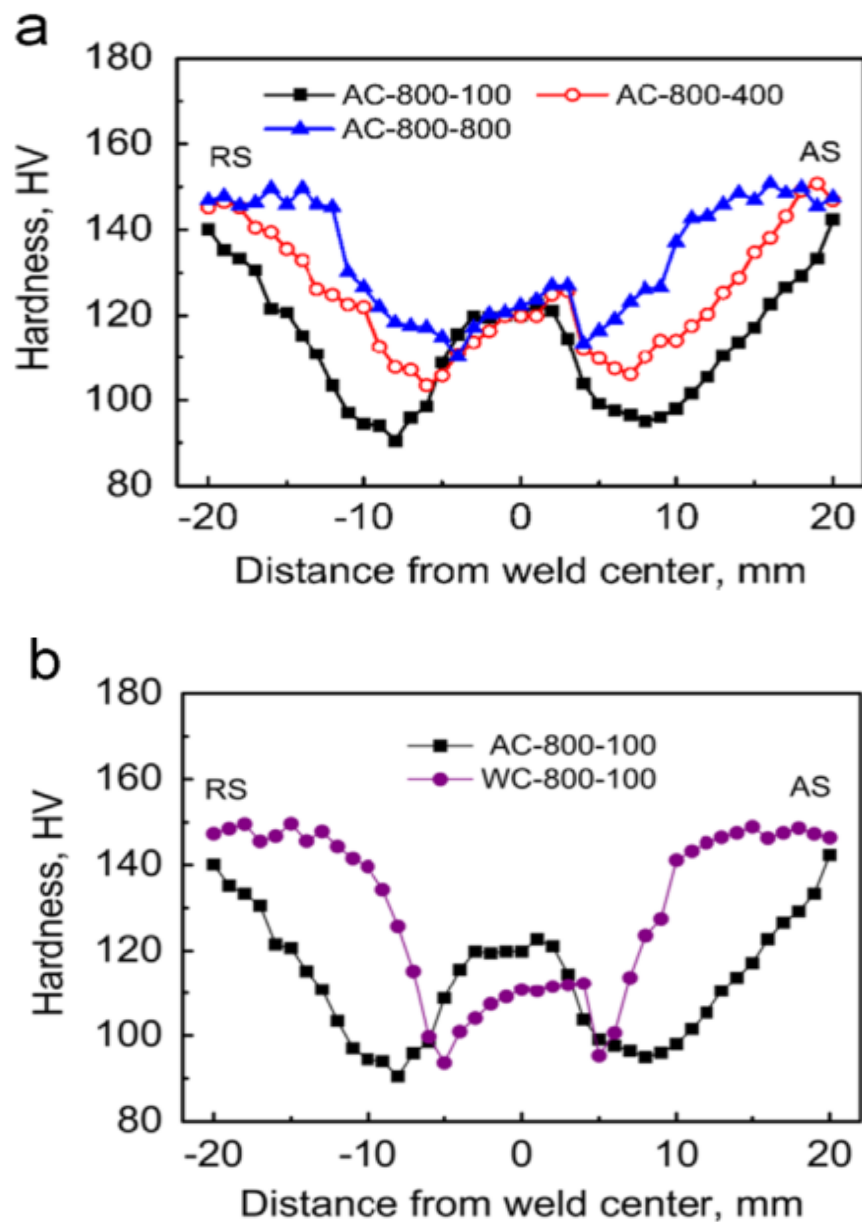 a
180
160
140
120
100
80
Hardness, HV
AC-800-100 AC-800-400
AC-800-800
RS AS
-20 -10 0 10 20
Distance from weld center, mm
b
180
160
140
120
100
80
Hardness, HV
AC-800-100
WC-800-100
RS AS
-20 -10 0 10 20
Distance from weld center, mm